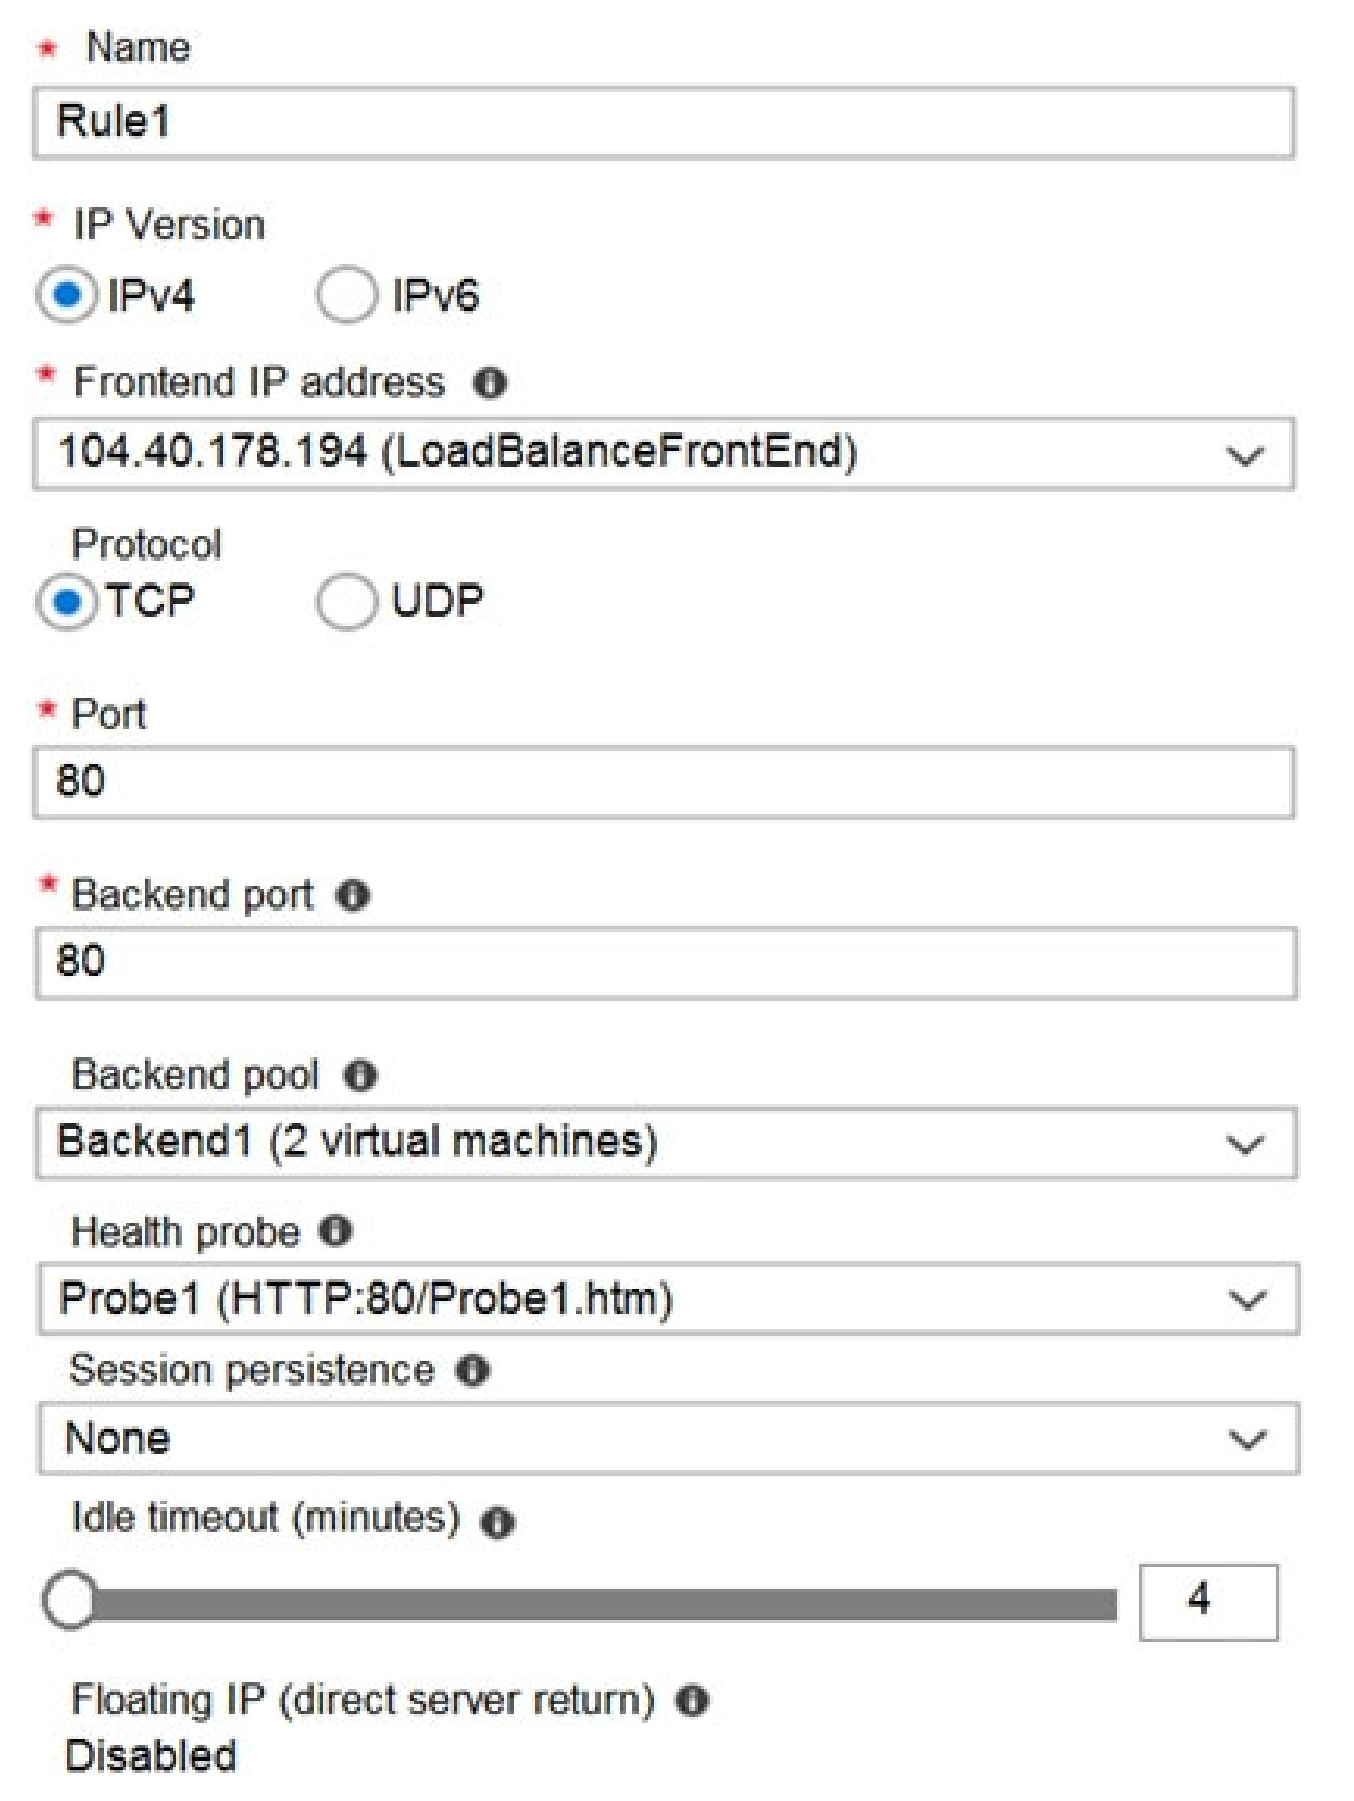 * Name
Rule1
* IP Version
IPv4 IPv6
* Frontend IP address
104.40.178.194 (LoadBalanceFrontEnd)
Protocol
TCP UDP
* Port
80
* Backend port
80
Backend pool
Backend1 (2 virtual machines)
Health probe
Probe1 (HTTP:80/Probe1.htm)
Session persistence
None
Idle timeout (minutes)
4
Floating IP (direct server return)
Disabled